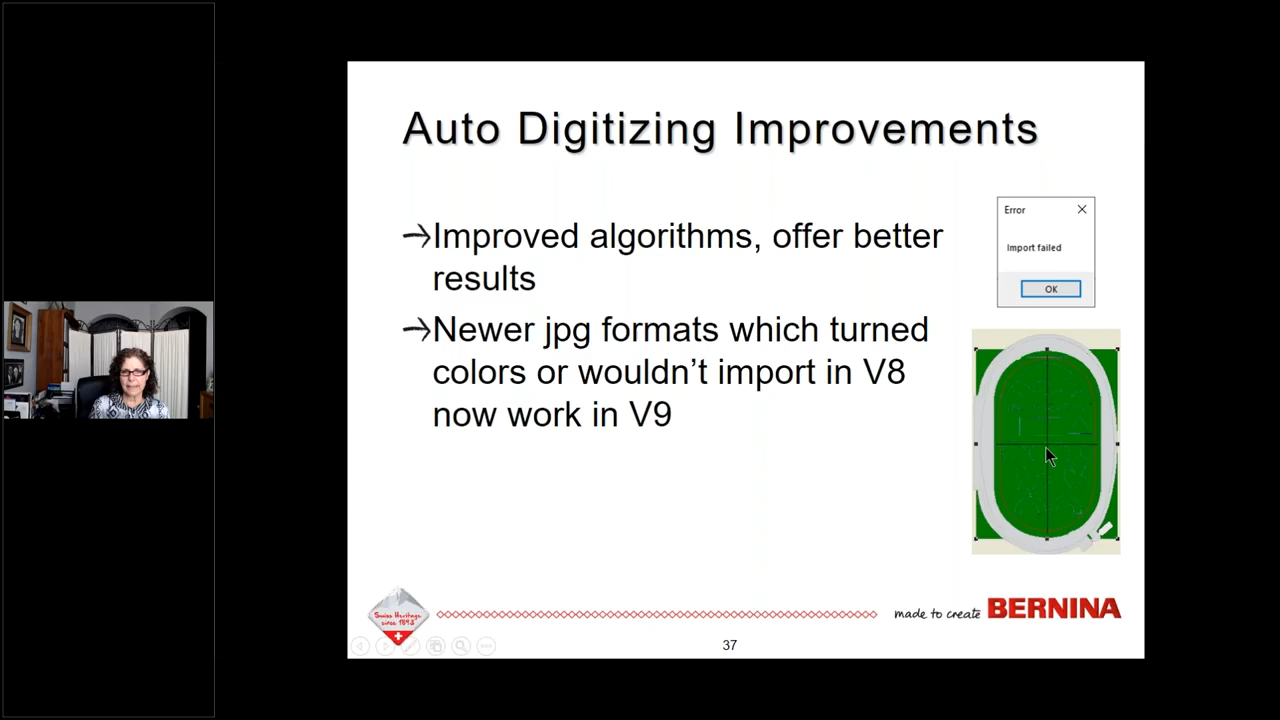 Auto Digitizing Improvements
→Improved algorithms, offer better
results
→Newer jpg formats which turned
colors or wouldn't import in V8
now work in V9
Error
Import failed
OK
Swiss Heritage
since 1893
made to create BERNINA
37